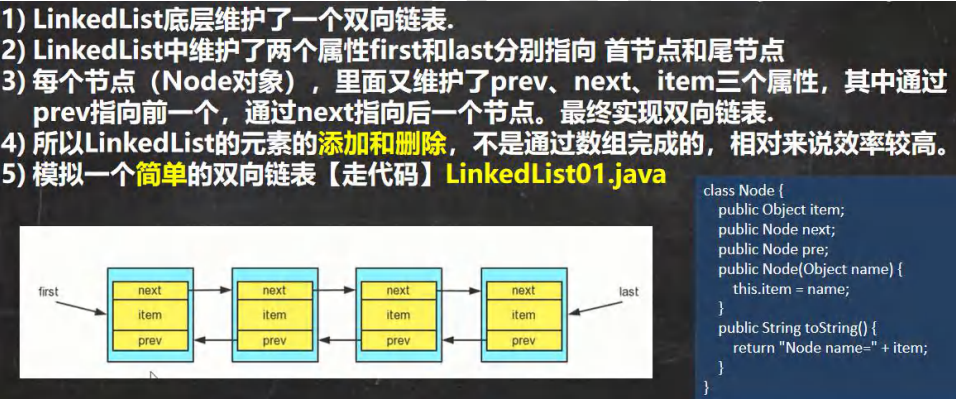 1) LinkedList底层维护了一个双向链表.
2) LinkedList中维护了两个属性first和last分别指向 首节点和尾节点
3) 每个节点（Node对象），里面又维护了prev、next、item三个属性，其中通过
prev指向前一个，通过next指向后一个节点。最终实现双向链表.
4) 所以LinkedList的元素的添加和删除，不是通过数组完成的，相对来说效率较高。
5) 模拟一个简单的双向链表【走代码】LinkedList01.java
first
next
item
prev
next
item
prev
next
item
prev
next
item
prev
last
class Node {
public Object item;
public Node next;
public Node pre;
public Node(Object name) {
this.item = name;
}
public String toString() {
return "Node name=" + item;
}
}